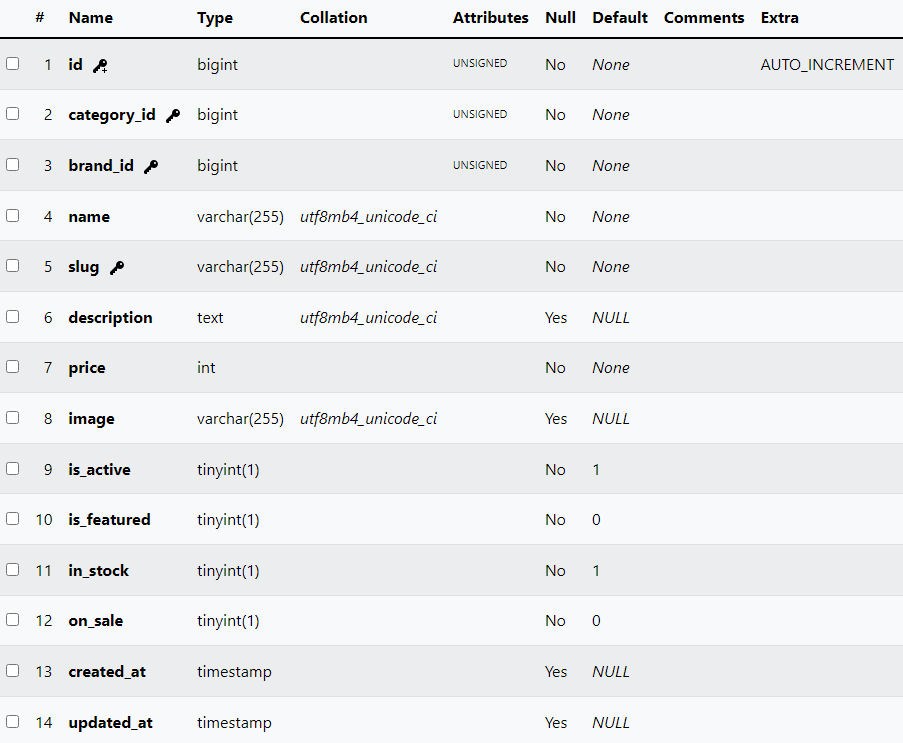 # Name Type Collation Attributes Null Default Comments Extra
1 id bigint UNSIGNED No None AUTO_INCREMENT
2 category_id bigint UNSIGNED No None
3 brand_id bigint UNSIGNED No None
4 name varchar(255) utf8mb4_unicode_ci No None
5 slug varchar(255) utf8mb4_unicode_ci No None
6 description text utf8mb4_unicode_ci Yes NULL
7 price int No None
8 image varchar(255) utf8mb4_unicode_ci Yes NULL
9 is_active tinyint(1) No 1
10 is_featured tinyint(1) No 0
11 in_stock tinyint(1) No 1
12 on_sale tinyint(1) No 0
13 created_at timestamp Yes NULL
14 updated_at timestamp Yes NULL